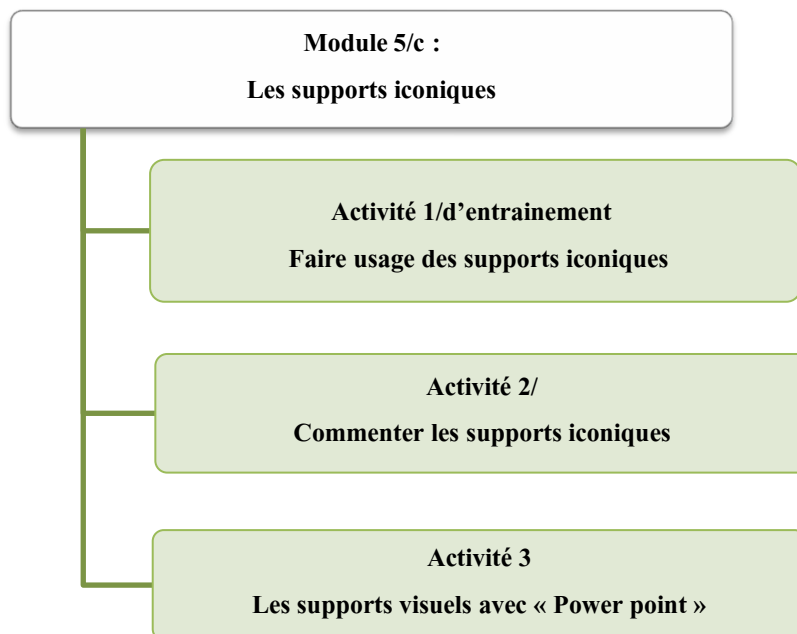 Module 5/c :
Les supports iconiques
Activité 1/d’entrainement
Faire usage des supports iconiques
Activité 2/
Commenter les supports iconiques
Activité 3
Les supports visuels avec « Power point »